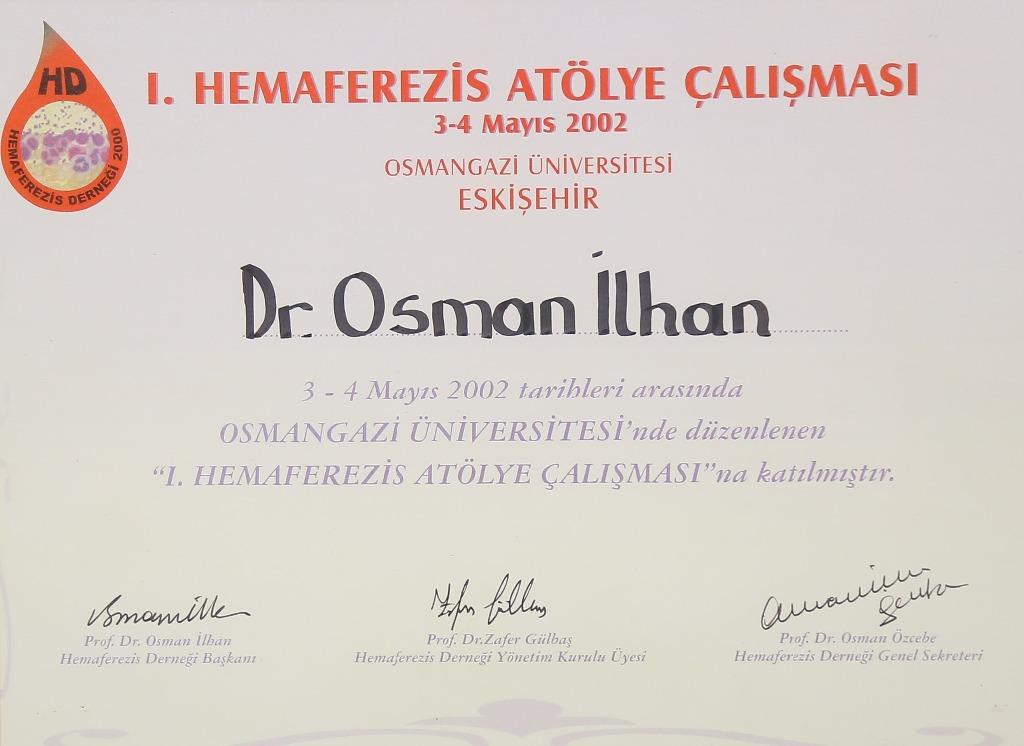 HD
HEMAFEREZİS DERNEĞİ 2000
I. HEMAFEREZİS ATÖLYE ÇALIŞMASI
3-4 Mayıs 2002
OSMANGAZİ ÜNİVERSİTESİ
ESKİŞEHİR
Dr. Osman İlhan
3 - 4 Mayıs 2002 tarihleri arasında
OSMANGAZİ ÜNİVERSİTESİ'nde düzenlenen
“I. HEMAFEREZİS ATÖLYE ÇALIŞMASI”na katılmıştır.
Prof. Dr. Osman İlhan
Hemaferezis Derneği Başkanı
Prof. Dr.Zafer Gülbaş
Hemaferezis Derneği Yönetim Kurulu Üyesi
Prof. Dr. Osman Özcebe
Hemaferezis Derneği Genel Sekreteri